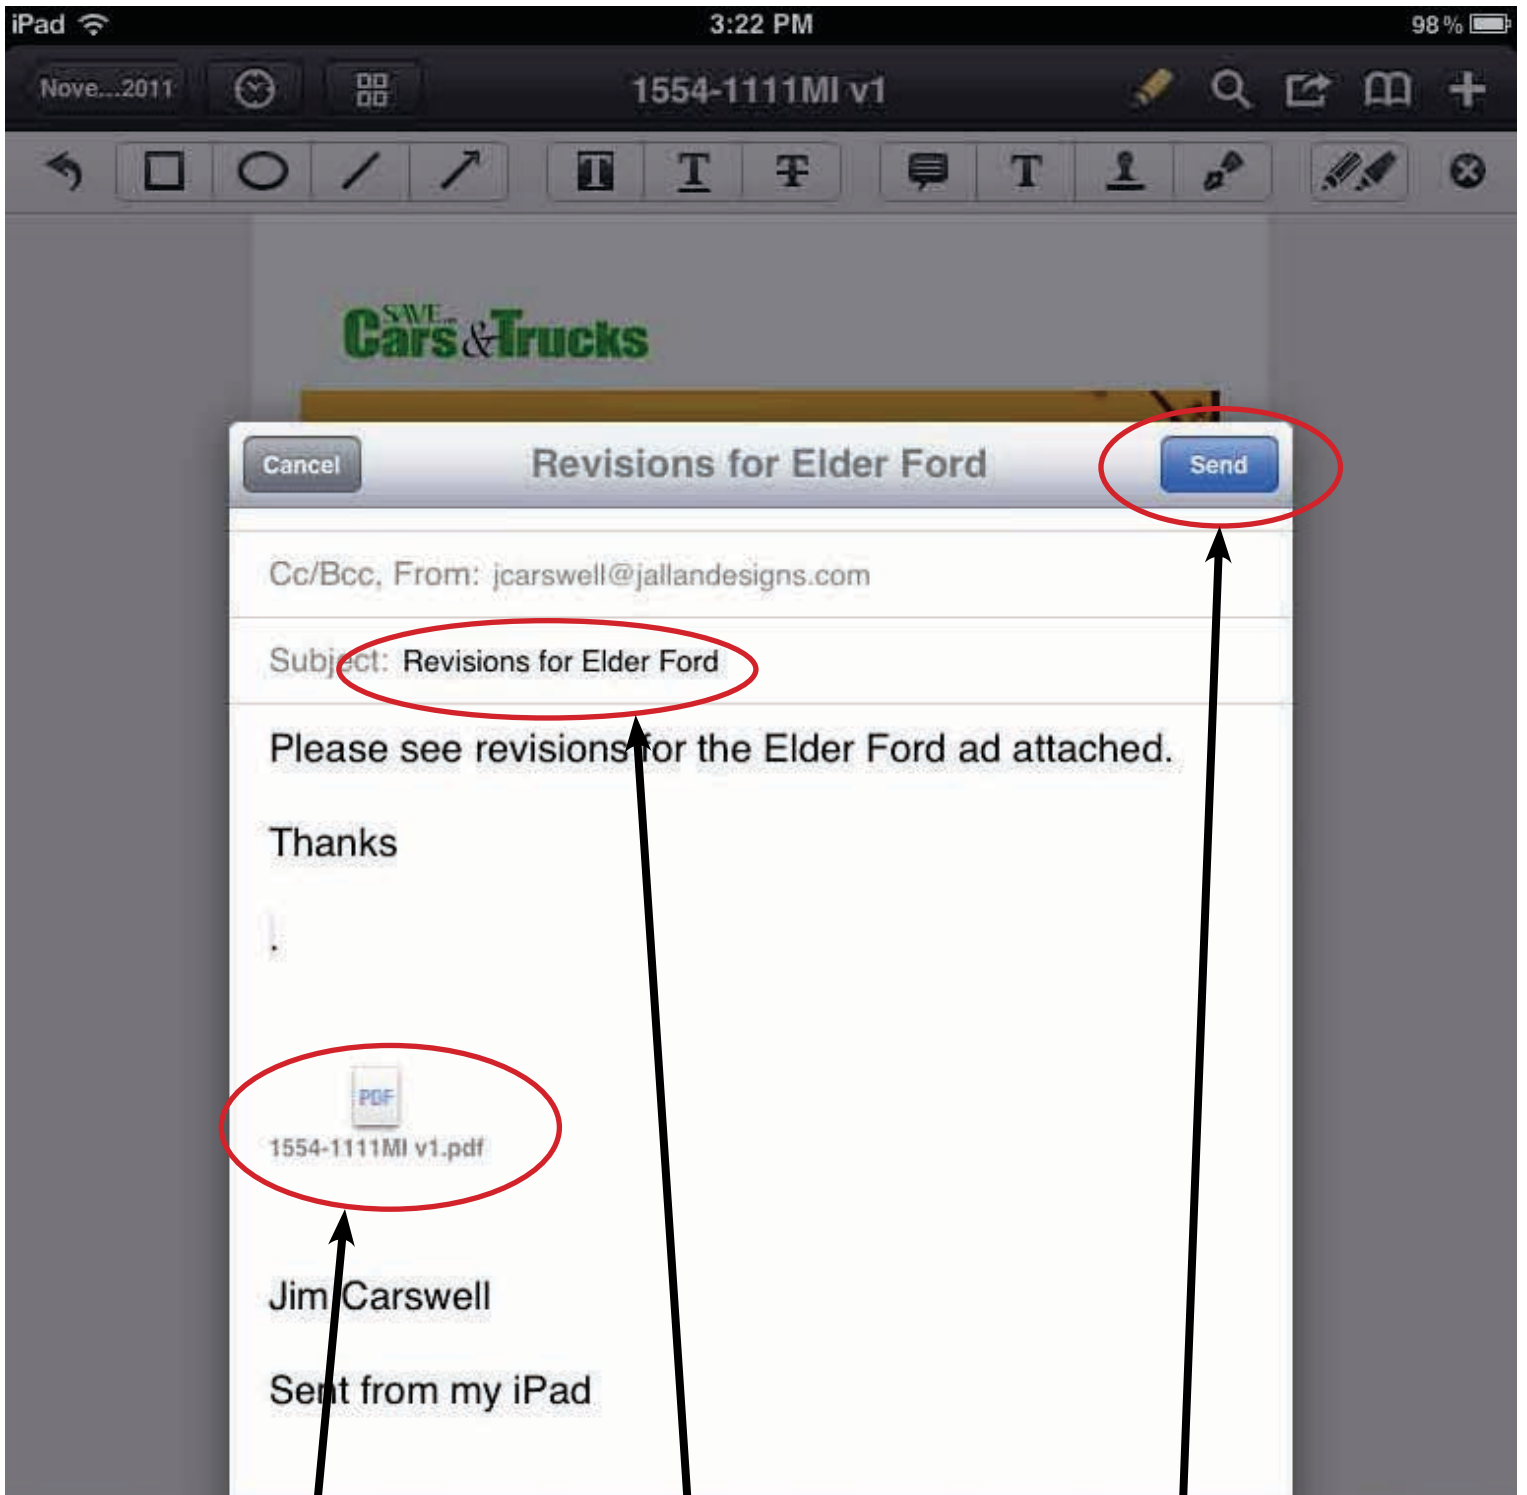 iPad 3:22 PM 98%
Nove...2011 1554-1111MI v1
T T T T
SAVE...
Cars & Trucks
Cancel Revisions for Elder Ford Send
Cc/Bcc, From: jcarswell@jallandesigns.com
Subject: Revisions for Elder Ford
Please see revisions for the Elder Ford ad attached.
Thanks
.
PDF
1554-1111MI v1.pdf
Jim Carswell
Sent from my iPad